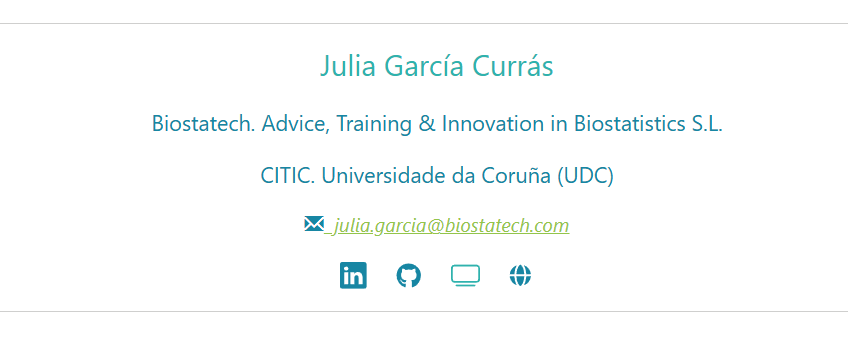 Julia García Currás
Biostatech. Advice, Training & Innovation in Biostatistics S.L.
CITIC. Universidade da Coruña (UDC)
julia.garcia@biostatech.com
in